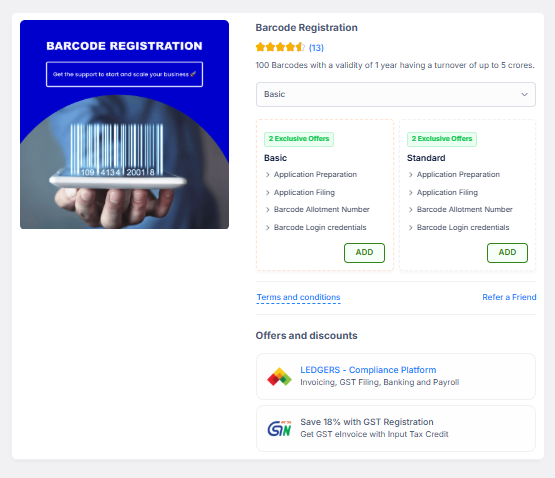 BARCODE REGISTRATION
Get the support to start and scale your business 🚀
109 4134 2001 8
Barcode Registration
(13)
100 Barcodes with a validity of 1 year having a turnover of up to 5 crores.
Basic
2 Exclusive Offers
Basic
Application Preparation
Application Filing
Barcode Allotment Number
Barcode Login credentials
ADD
2 Exclusive Offers
Standard
Application Preparation
Application Filing
Barcode Allotment Number
Barcode Login credentials
ADD
Terms and conditions
Refer a Friend
Offers and discounts
LEDGERS - Compliance Platform
Invoicing, GST Filing, Banking and Payroll
Save 18% with GST Registration
Get GST eInvoice with Input Tax Credit